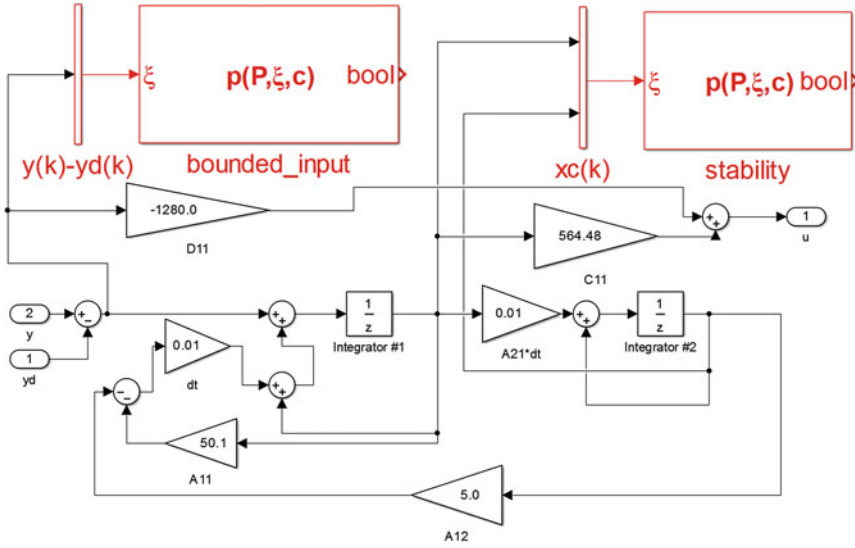 ξ p(P,ξ,c) bool
ξ p(P,ξ,c) bool
y(k)-yd(k) bounded_input
xc(k) stability
-1280.0
D11
564.48
C11
+ +
1
u
2
y
+ -
+ +
1
z
Integrator #1
0.01
A21*dt
+ +
1
z
Integrator #2
1
yd
0.01
dt
+ +
- -
50.1
A11
5.0
A12